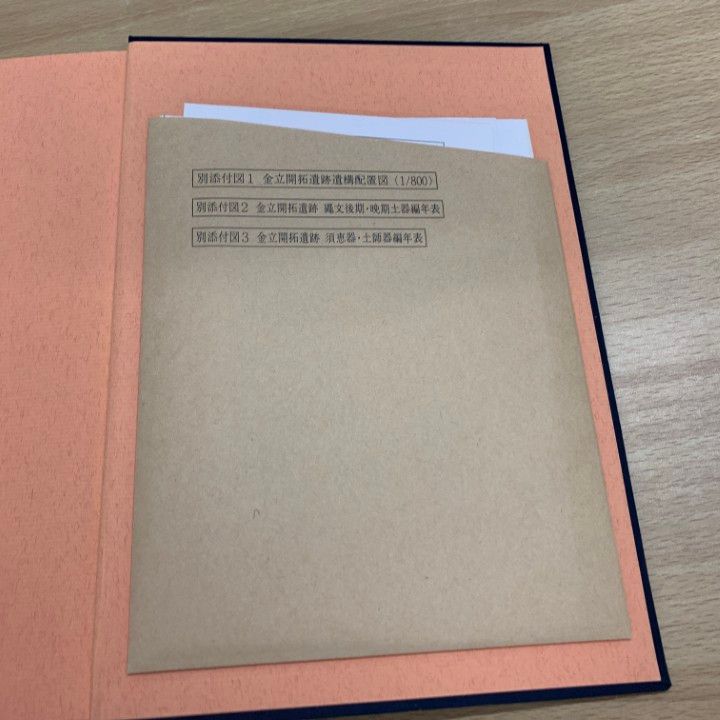 別添付図1 金立開拓遺跡遺構配置図（1/800）
別添付図2 金立開拓遺跡 縄文後期・晩期土器編年表
別添付図3 金立開拓遺跡 須恵器・土師器編年表